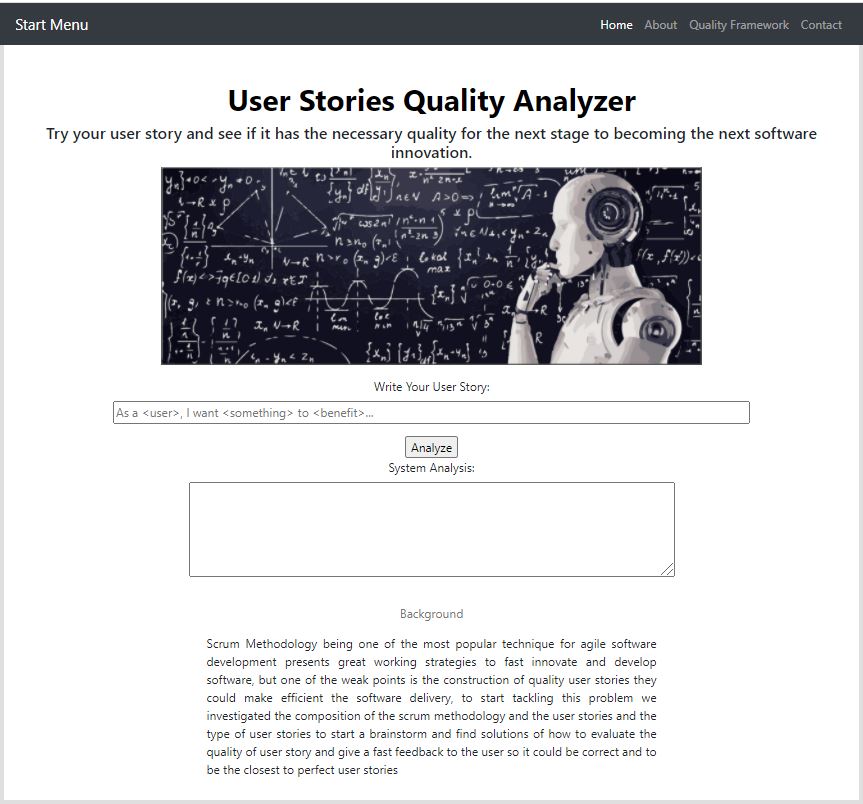 Start Menu
Home About Quality Framework Contact
User Stories Quality Analyzer
Try your user story and see if it has the necessary quality for the next stage to becoming the next software
innovation.
Write Your User Story:
As a <user>, I want <something> to <benefit>...
Analyze
System Analysis:
Background
Scrum Methodology being one of the most popular technique for agile software
development presents great working strategies to fast innovate and develop
software, but one of the weak points is the construction of quality user stories they
could make efficient the software delivery, to start tackling this problem we
investigated the composition of the scrum methodology and the user stories and the
type of user stories to start a brainstorm and find solutions of how to evaluate the
quality of user story and give a fast feedback to the user so it could be correct and to
be the closest to perfect user stories